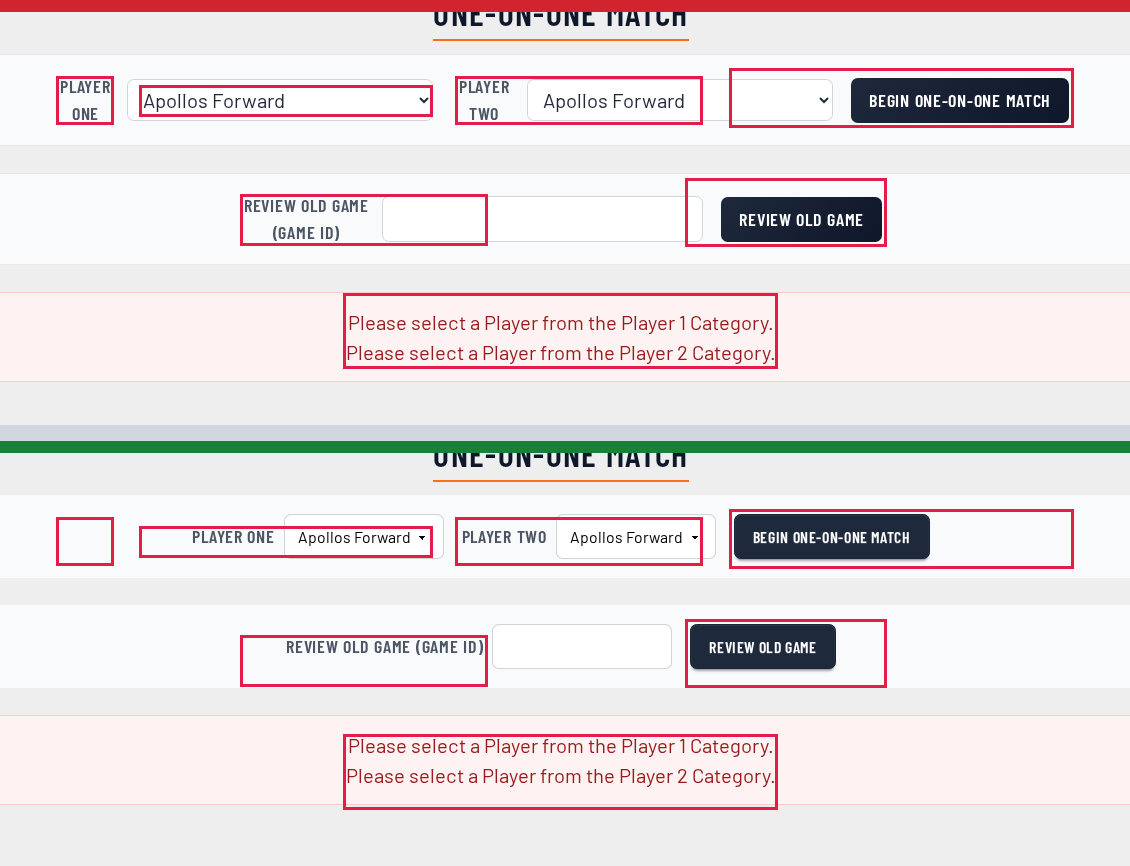 ONE-ON-ONE MATCH
PLAYER ONE
Apollos Forward
PLAYER TWO
Apollos Forward
BEGIN ONE-ON-ONE MATCH
REVIEW OLD GAME
(GAME ID)
REVIEW OLD GAME
Please select a Player from the Player 1 Category.
Please select a Player from the Player 2 Category.
ONE-ON-ONE MATCH
PLAYER ONE
Apollos Forward
PLAYER TWO
Apollos Forward
BEGIN ONE-ON-ONE MATCH
REVIEW OLD GAME (GAME ID)
REVIEW OLD GAME
Please select a Player from the Player 1 Category.
Please select a Player from the Player 2 Category.